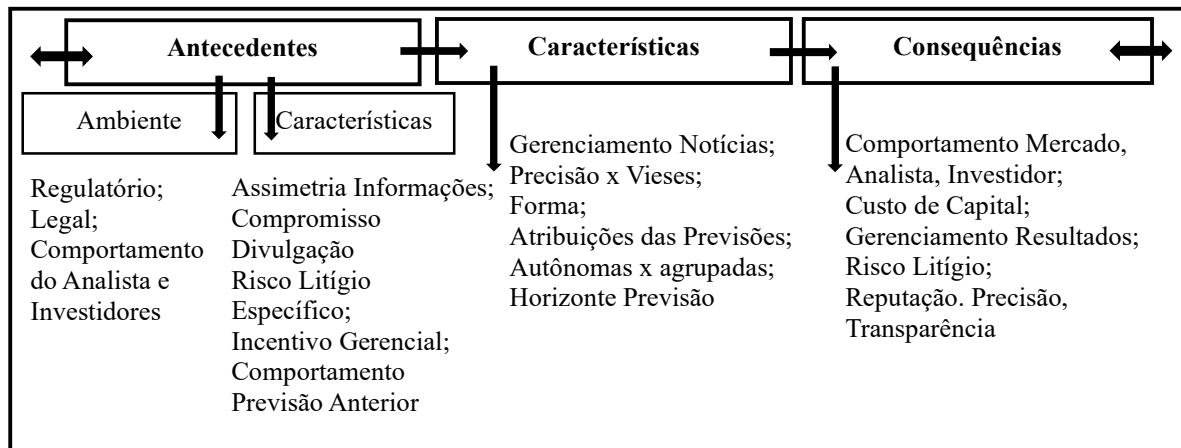 Antecedentes
Características
Consequências
Ambiente
Características
Regulatório;
Legal;
Comportamento
do Analista e
Investidores
Assimetria Informações;
Compromisso
Divulgação
Risco Litígio
Específico;
Incentivo Gerencial;
Comportamento
Previsão Anterior
Gerenciamento Notícias;
Precisão x Vieses;
Forma;
Atribuições das Previsões;
Autônomas x agrupadas;
Horizonte Previsão
Comportamento Mercado,
Analista, Investidor;
Custo de Capital;
Gerenciamento Resultados;
Risco Litígio;
Reputação. Precisão,
Transparência